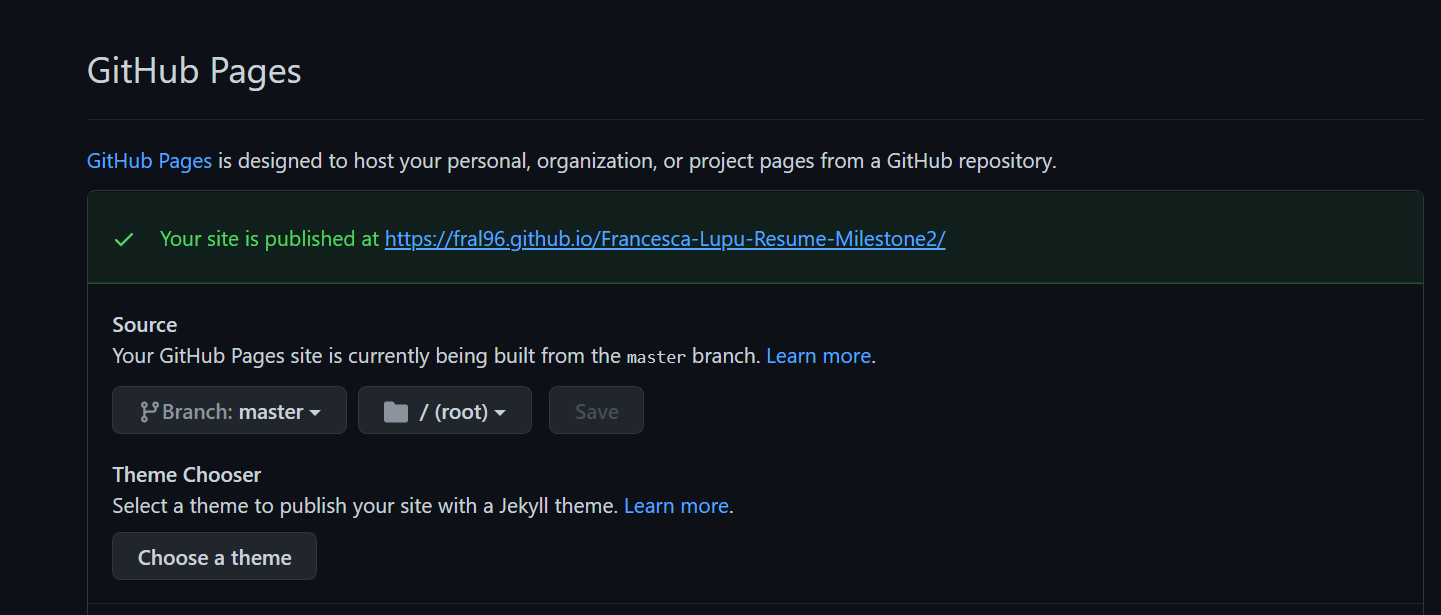 GitHub Pages
GitHub Pages is designed to host your personal, organization, or project pages from a GitHub repository.
Your site is published at https://fral96.github.io/Francesca-Lupu-Resume-Milestone2/
Source
Your GitHub Pages site is currently being built from the master branch. Learn more.
Branch: master / (root) Save
Theme Chooser
Select a theme to publish your site with a Jekyll theme. Learn more.
Choose a theme